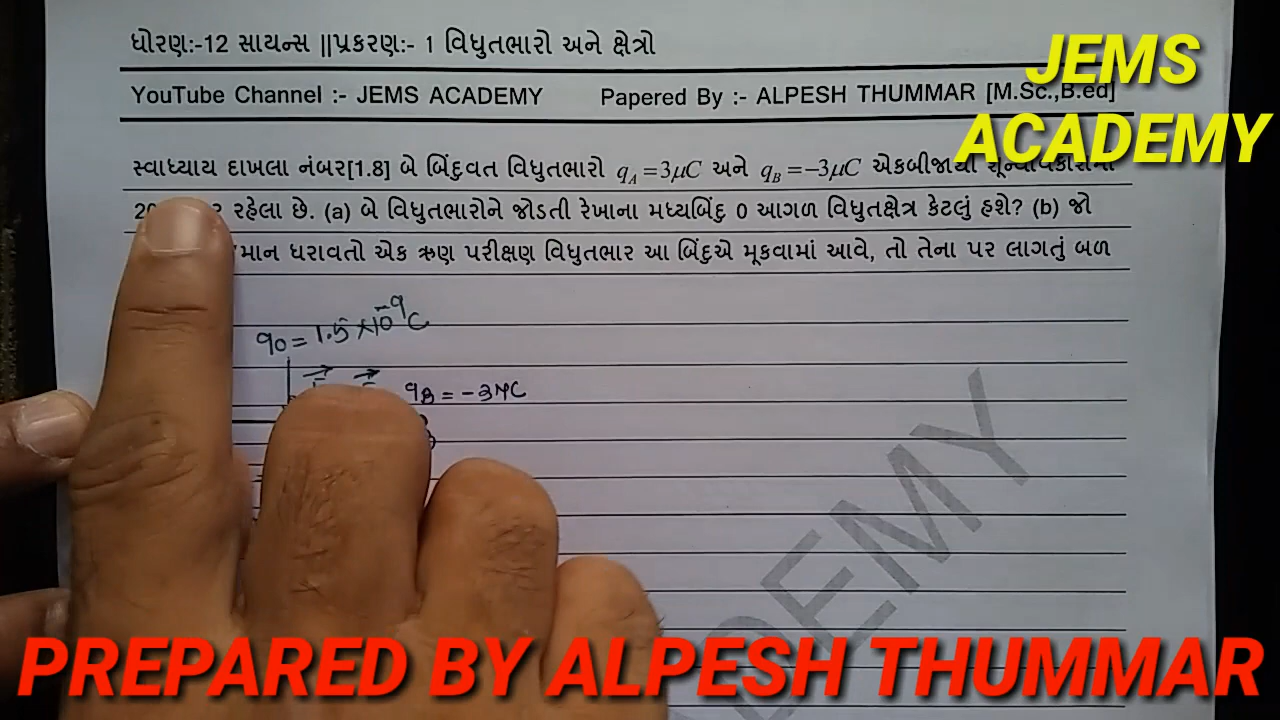 ધોરણ:-12 સાયન્સ ||પ્રકરણ:- 1 વિધુતભારો અને ક્ષેત્રો
JEMS
ACADEMY
YouTube Channel :- JEMS ACADEMY Papered By :- ALPESH THUMMAR [M.Sc.,B.ed]
સ્વાધ્યાય દાખલા નંબર[1.8] બે બિંદુવત વિધુતભારો q_A =3μC અને q_B =−3μC એકબીજાથી
રહેલા છે. (a) બે વિધુતભારોને જોડતી રેખાના મધ્યબિંદુ 0 આગળ વિધુતક્ષેત્ર કેટલું હશે? (b) જો
ધરાવતો એક ઋણ પરીક્ષણ વિધુતભાર આ બિંદુએ મૂકવામાં આવે, તો તેના પર લાગતું બળ
q0 = 1.5 × 10^-9 C
qB = -3μC
ADEMY
PREPARED BY ALPESH THUMMAR